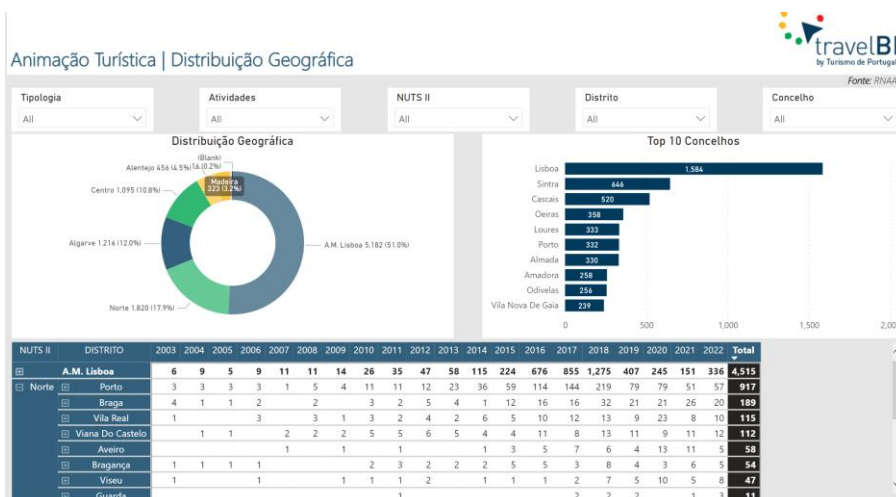 travelBI
by Turismo de Portugal
Animação Turística | Distribuição Geográfica
Fonte: RNAAT
Tipologia
All
Atividades
All
NUTS II
All
Distrito
All
Concelho
All
Distribuição Geográfica
(Blank)
16 (0.2%)
Alentejo 456 (4.5%)
Madeira
323 (3.2%)
Centro 1,095 (10.8%)
Algarve 1,216 (12.0%)
A.M. Lisboa 5,182 (51.0%)
Norte 1,820 (17.9%)
Top 10 Concelhos
Lisboa 1,584
Sintra 646
Cascais 520
Oeiras 358
Loures 333
Porto 332
Almada 330
Amadora 258
Odivelas 256
Vila Nova De Gaia 239
0 500 1,000 1,500 2,00
NUTS II DISTRITO 2003 2004 2005 2006 2007 2008 2009 2010 2011 2012 2013 2014 2015 2016 2017 2018 2019 2020 2021 2022 Total
A.M. Lisboa 6 9 5 9 11 11 14 26 35 47 58 115 224 676 855 1,275 407 245 151 336 4,515
Norte Porto 3 3 3 3 1 5 4 11 11 12 23 36 59 114 144 219 79 79 51 57 917
Braga 4 1 1 2 2 3 2 5 4 1 12 16 16 32 21 21 26 20 189
Vila Real 1 3 3 1 3 2 4 2 6 5 10 12 13 9 23 8 10 115
Viana Do Castelo 1 1 2 2 2 5 5 6 5 4 4 11 8 13 11 9 11 12 112
Aveiro 1 1 1 1 3 5 7 6 4 13 11 5 58
Bragança 1 1 1 1 2 3 2 2 2 5 5 3 8 4 3 6 5 54
Viseu 1 1 1 1 1 2 1 1 1 2 7 5 10 5 8 47
Guarda 1 2 2 2 1 3 11